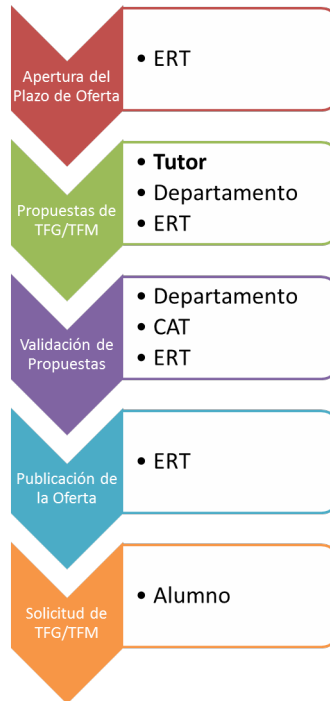 Apertura del
Plazo de Oferta
• ERT
Propuestas de
TFG/TFM
• Tutor
• Departamento
• ERT
Validación de
Propuestas
• Departamento
• CAT
• ERT
Publicación de
la Oferta
• ERT
Solicitud de
TFG/TFM
• Alumno